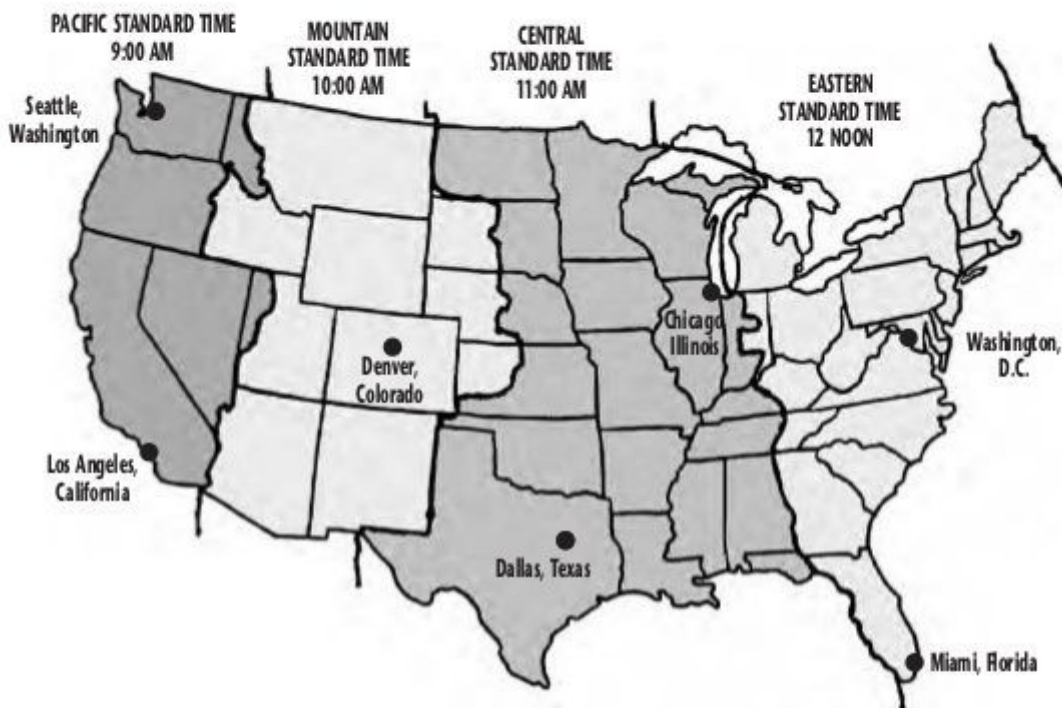 PACIFIC STANDARD TIME
9:00 AM
MOUNTAIN
STANDARD TIME
10:00 AM
CENTRAL
STANDARD TIME
11:00 AM
EASTERN
STANDARD TIME
12 NOON
Seattle,
Washington
Chicago
Illinois
Washington,
D.C.
Denver,
Colorado
Los Angeles,
California
Dallas, Texas
Miami, Florida